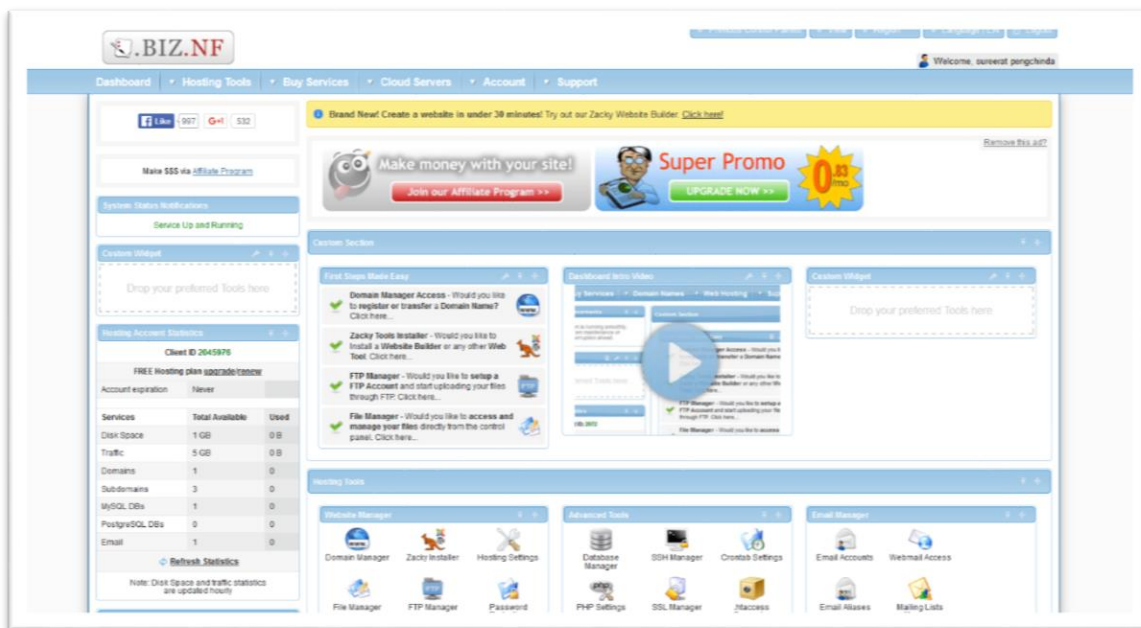 .BIZ.NF
View
Language | EN
Logout
Welcome, oureerat pengchinda
Dashboard
Hosting Tools
Buy Services
Cloud Servers
Account
Support
Like
997
G+1
532
Make $$$ via Affiliate Program
System Status Notifications
Service Up and Running
Custom Widget
Drop your preferred Tools here
Hosting Account Statistics
Client ID 2045976
FREE Hosting plan upgrade/renew
Account expiration Never
Services Total Available Used
Disk Space 1 GB 0 B
Traffic 5 GB 0 B
Domains 1 0
Subdomains 3 0
MySQL DBs 1 0
PostgreSQL DBs 0 0
Email 1 0
Refresh Statistics
Note: Disk Space and traffic statistics
are updated hourly
Brand New! Create a website in under 30 minutes! Try out our Zacky Website Builder. Click here!
Remove this ad?
Make money with your site!
Join our Affiliate Program >>
Super Promo
UPGRADE NOW >>
0.83
/mo
Custom Section
First Steps Made Easy
Domain Manager Access - Would you like
to register or transfer a Domain Name?
Click here...
Zacky Tools Installer - Would you like to
Install a Website Builder or any other Web
Tool. Click here...
FTP Manager - Would you like to setup a
FTP Account and start uploading your files
through FTP. Click here...
File Manager - Would you like to access and
manage your files directly from the control
panel. Click here...
Dashboard Intro Video
Domain Names
Web Hosting
Custom Section
Custom Widget
Drop your preferred Tools here
Hosting Tools
Website Manager
Domain Manager
Zacky Installer
Hosting Settings
File Manager
FTP Manager
Password
Advanced Tools
Database
Manager
SSH Manager
Crontab Settings
PHP Settings
SSL Manager
.htaccess
Email Manager
Email Accounts
Webmail Access
Email Aliases
Mailing Lists